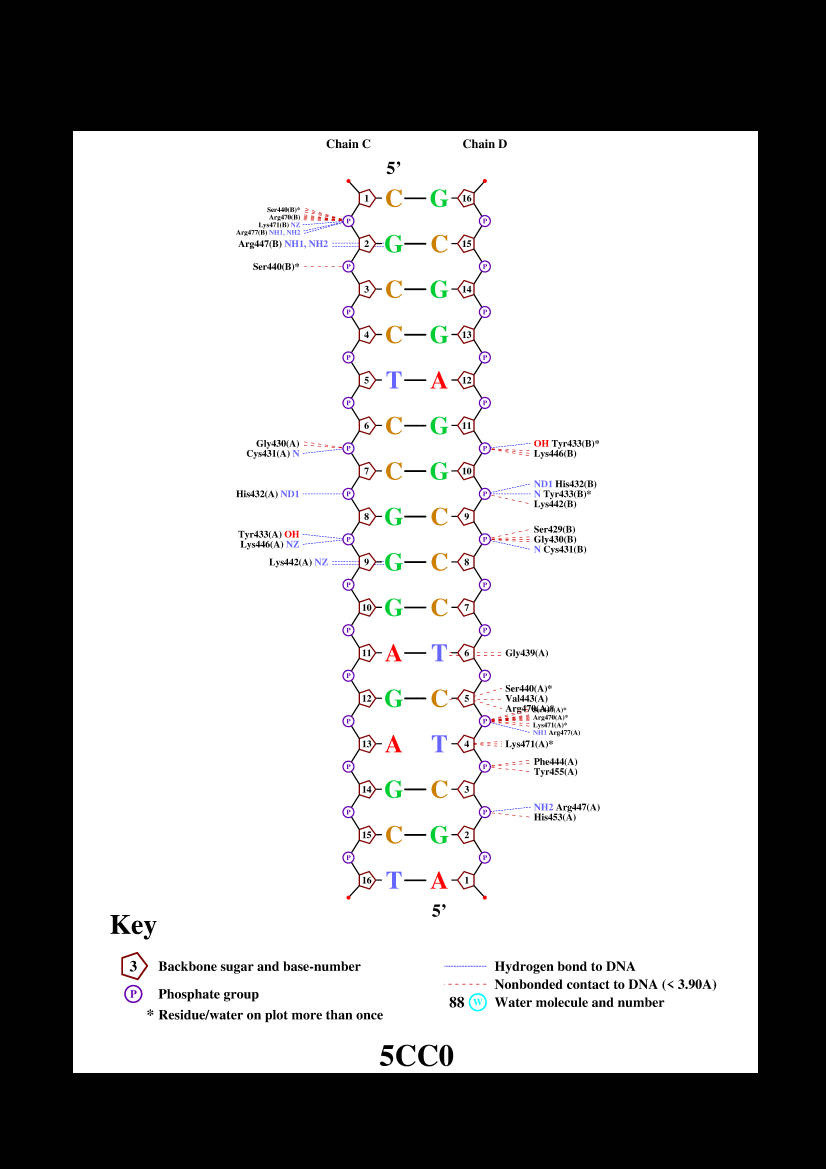 Chain C Chain D
5’
1 C G 16
Ser440(B)* P P
Arg470(B)
Lys471(B) NZ
Arg477(B) NH1, NH2
Arg447(B) NH1, NH2 2 G C 15
Ser440(B)* P P
3 C G 14
P P
4 C G 13
P P
5 T A 12
P P
6 C G 11
Gly430(A) P P OH Tyr433(B)*
Cys431(A) N Lys446(B)
7 C G 10
ND1 His432(B)
His432(A) ND1 P P N Tyr433(B)*
Lys442(B)
8 G C 9
Ser429(B)
Tyr433(A) OH P P Gly430(B)
Lys446(A) NZ N Cys431(B)
Lys442(A) NZ 9 G C 8
P P
10 G C 7
P P
11 A T 6 Gly439(A)
P P
Ser440(A)*
12 G C 5 Val443(A)
Arg470(A)*
P P Arg470(A)*
Lys471(A)*
NH1 Arg477(A)
13 A T 4 Lys471(A)*
P P Phe444(A)
Tyr455(A)
14 G C 3
P P NH2 Arg447(A)
His453(A)
15 C G 2
P P
16 T A 1
5’
Key
3 Backbone sugar and base-number
P Phosphate group
* Residue/water on plot more than once
Hydrogen bond to DNA
Nonbonded contact to DNA (< 3.90A)
88 W Water molecule and number
5CC0